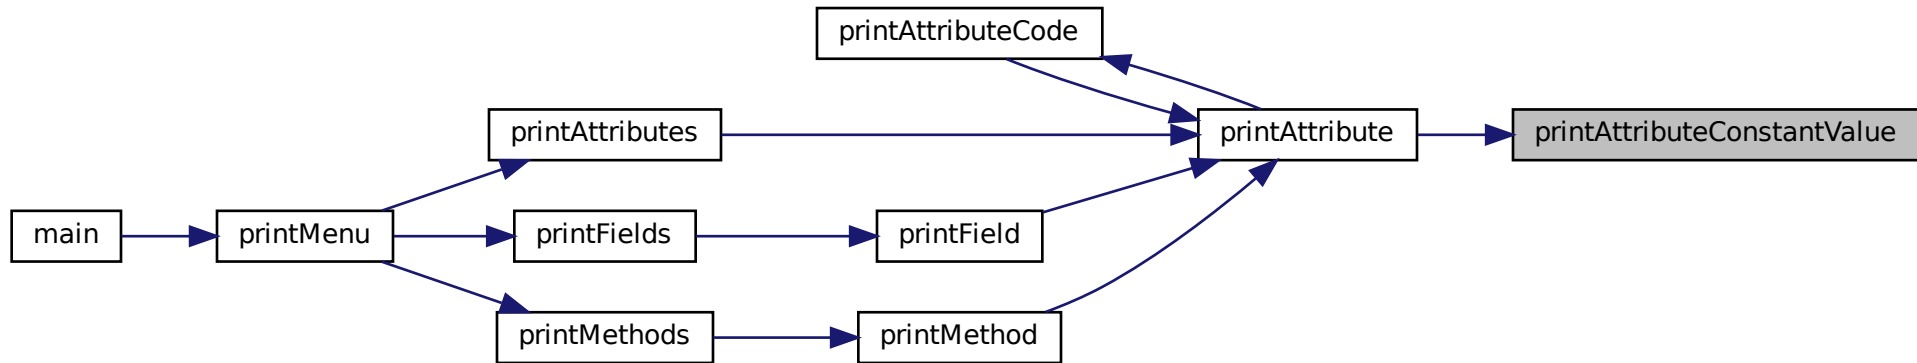 printAttributeCode
printAttributes
printAttribute
printAttributeConstantValue
main
printMenu
printFields
printField
printMethods
printMethod